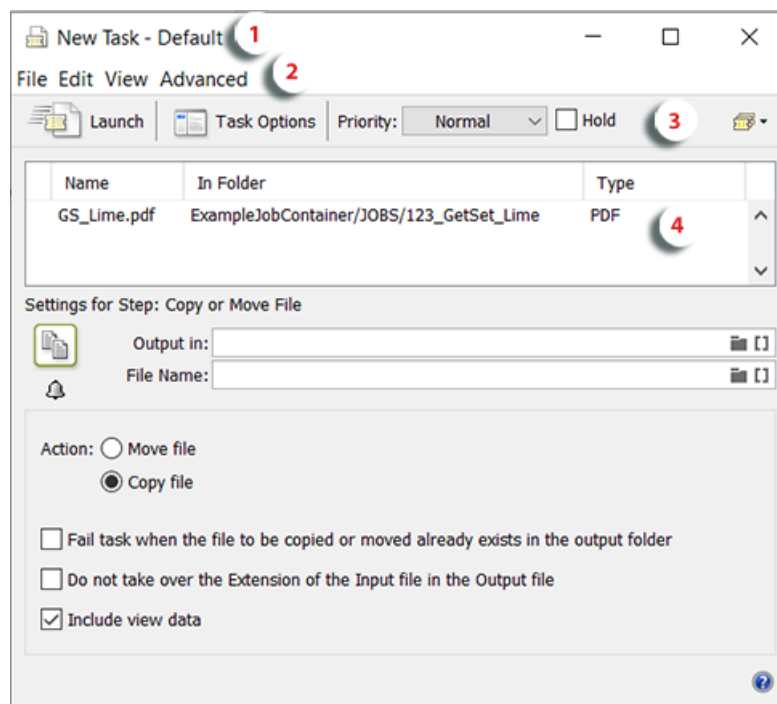 New Task - Default 1
File Edit View Advanced 2
Launch Task Options Priority: Normal Hold 3
Name In Folder Type
GS_Lime.pdf ExampleJobContainer/JOBS/123_GetSet_Lime PDF 4
Settings for Step: Copy or Move File
Output in: []
File Name: []
Action: Move file
Copy file
Fail task when the file to be copied or moved already exists in the output folder
Do not take over the Extension of the Input file in the Output file
Include view data
?